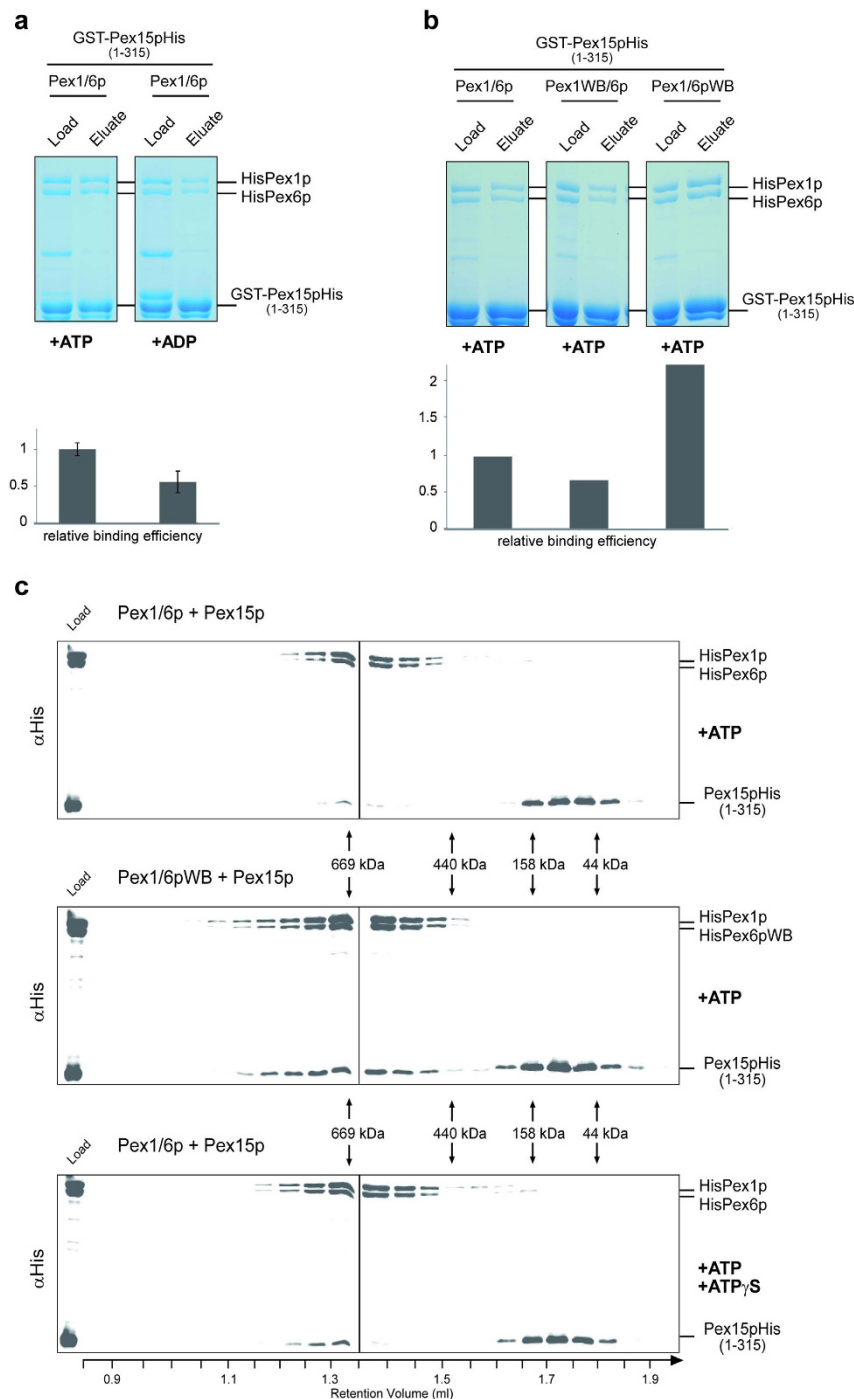 a
GST-Pex15pHis
(1-315)
Pex1/6p Pex1/6p
Load Eluate Load Eluate
HisPex1p
HisPex6p
GST-Pex15pHis
(1-315)
+ATP +ADP
1
0.5
0
relative binding efficiency
b
GST-Pex15pHis
(1-315)
Pex1/6p Pex1WB/6p Pex1/6pWB
Load Eluate Load Eluate Load Eluate
HisPex1p
HisPex6p
GST-Pex15pHis
(1-315)
+ATP +ATP +ATP
2
1.5
1
0.5
0
relative binding efficiency
c
Load Pex1/6p + Pex15p
αHis
HisPex1p
HisPex6p
+ATP
Pex15pHis
(1-315)
669 kDa 440 kDa 158 kDa 44 kDa
Load Pex1/6pWB + Pex15p
αHis
HisPex1p
HisPex6pWB
+ATP
Pex15pHis
(1-315)
669 kDa 440 kDa 158 kDa 44 kDa
Load Pex1/6p + Pex15p
αHis
HisPex1p
HisPex6p
+ATP
+ATPγS
Pex15pHis
(1-315)
0.9 1.1 1.3 1.5 1.7 1.9
Retention Volume (ml)